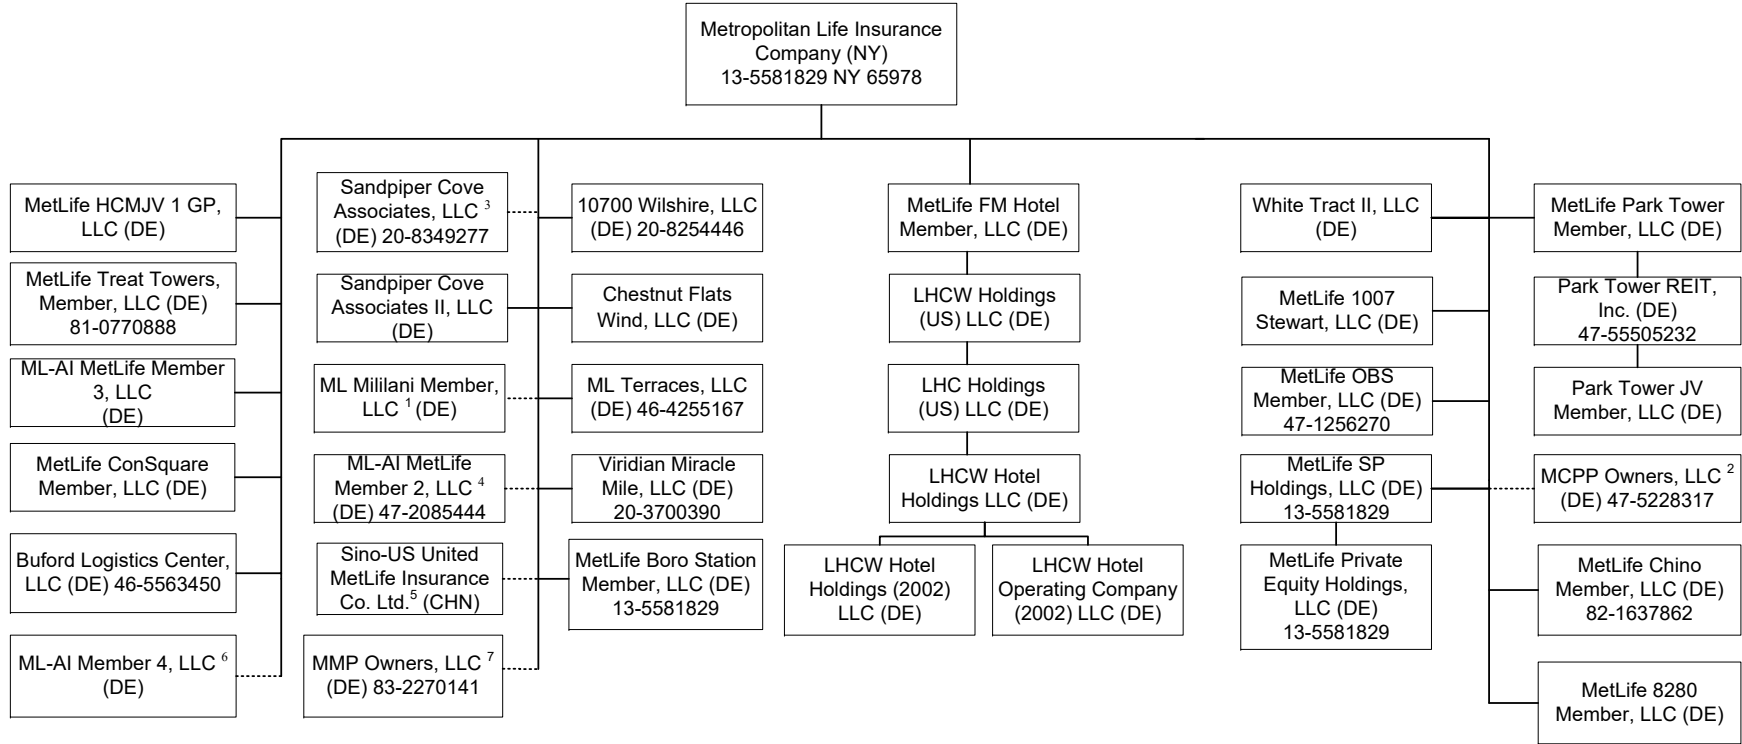 Metropolitan Life Insurance
Company (NY)
13-5581829 NY 65978
MetLife HCMJV 1 GP,
LLC (DE)
MetLife Treat Towers,
Member, LLC (DE)
81-0770888
ML-AI MetLife Member
3, LLC
(DE)
MetLife ConSquare
Member, LLC (DE)
Buford Logistics Center,
LLC (DE) 46-5563450
ML-AI Member 4, LLC 6
(DE)
Sandpiper Cove
Associates, LLC 3
(DE) 20-8349277
Sandpiper Cove
Associates II, LLC
(DE)
ML Mililani Member,
LLC 1 (DE)
ML-AI MetLife
Member 2, LLC 4
(DE) 47-2085444
Sino-US United
MetLife Insurance
Co. Ltd.5 (CHN)
MMP Owners, LLC 7
(DE) 83-2270141
10700 Wilshire, LLC
(DE) 20-8254446
Chestnut Flats
Wind, LLC (DE)
ML Terraces, LLC
(DE) 46-4255167
Viridian Miracle
Mile, LLC (DE)
20-3700390
MetLife Boro Station
Member, LLC (DE)
13-5581829
MetLife FM Hotel
Member, LLC (DE)
LHCW Holdings
(US) LLC (DE)
LHC Holdings
(US) LLC (DE)
LHCW Hotel
Holdings LLC (DE)
LHCW Hotel
Holdings (2002)
LLC (DE)
LHCW Hotel
Operating Company
(2002) LLC (DE)
White Tract II, LLC
(DE)
MetLife 1007
Stewart, LLC (DE)
MetLife OBS
Member, LLC (DE)
47-1256270
MetLife SP
Holdings, LLC (DE)
13-5581829
MetLife Private
Equity Holdings,
LLC (DE)
13-5581829
MetLife Park Tower
Member, LLC (DE)
Park Tower REIT,
Inc. (DE)
47-55505232
Park Tower JV
Member, LLC (DE)
MCPP Owners, LLC 2
(DE) 47-5228317
MetLife Chino
Member, LLC (DE)
82-1637862
MetLife 8280
Member, LLC (DE)